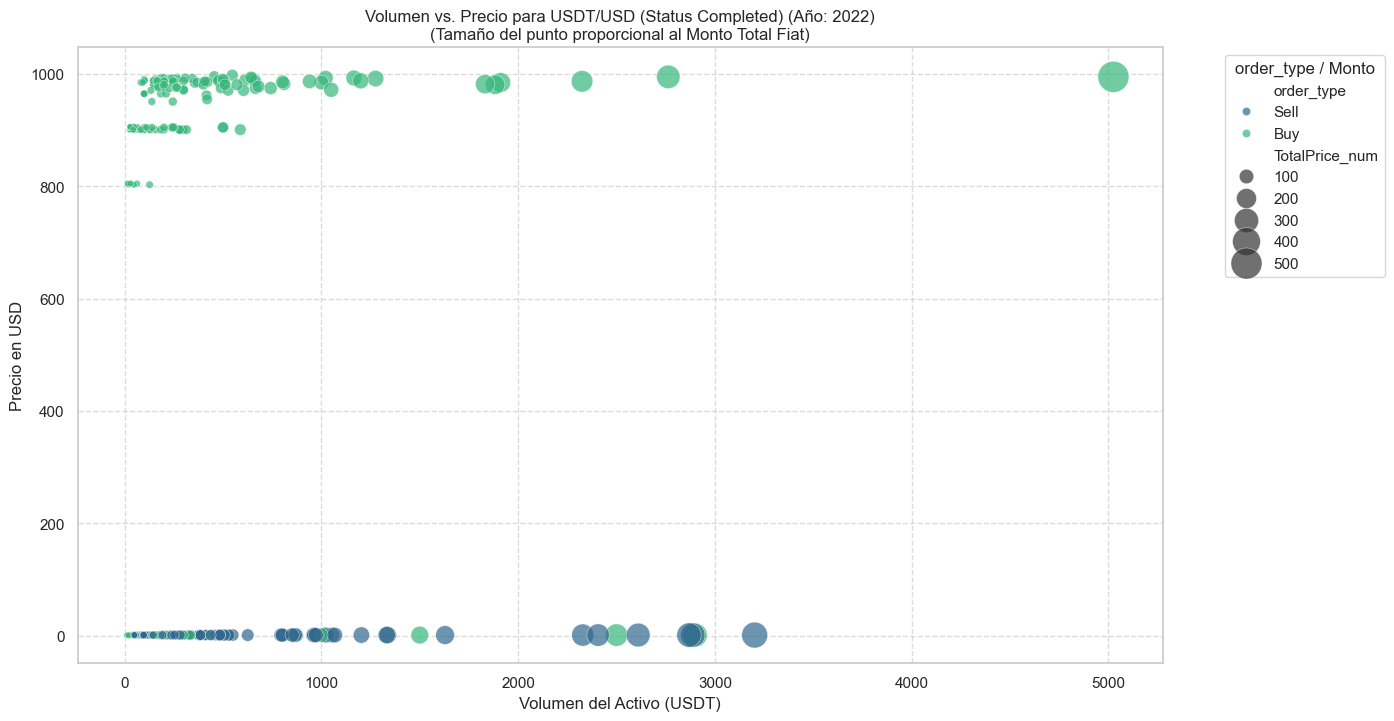 Volumen vs. Precio para USDT/USD (Status Completed) (Año: 2022)
(Tamaño del punto proporcional al Monto Total Fiat)
1000
800
600
400
200
0
Precio en USD
0
1000
2000
3000
4000
5000
Volumen del Activo (USDT)
order_type / Monto
order_type
Sell
Buy
TotalPrice_num
100
200
300
400
500